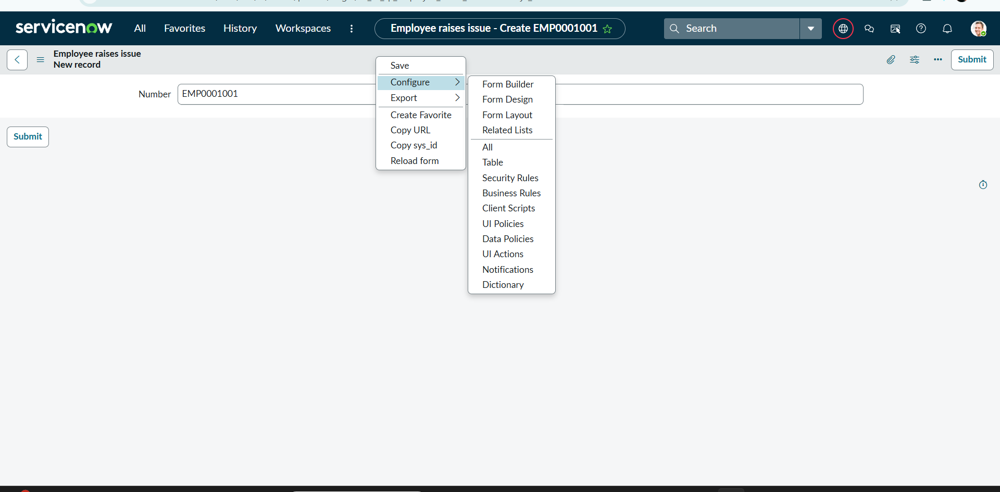 servicenow
All
Favorites
History
Workspaces
Employee raises issue - Create EMP0001001
Search
Employee raises issue
New record
Submit
Number
EMP0001001
Save
Configure
Export
Create Favorite
Copy URL
Copy sys_id
Reload form
Form Builder
Form Design
Form Layout
Related Lists
All
Table
Security Rules
Business Rules
Client Scripts
UI Policies
Data Policies
UI Actions
Notifications
Dictionary
Submit